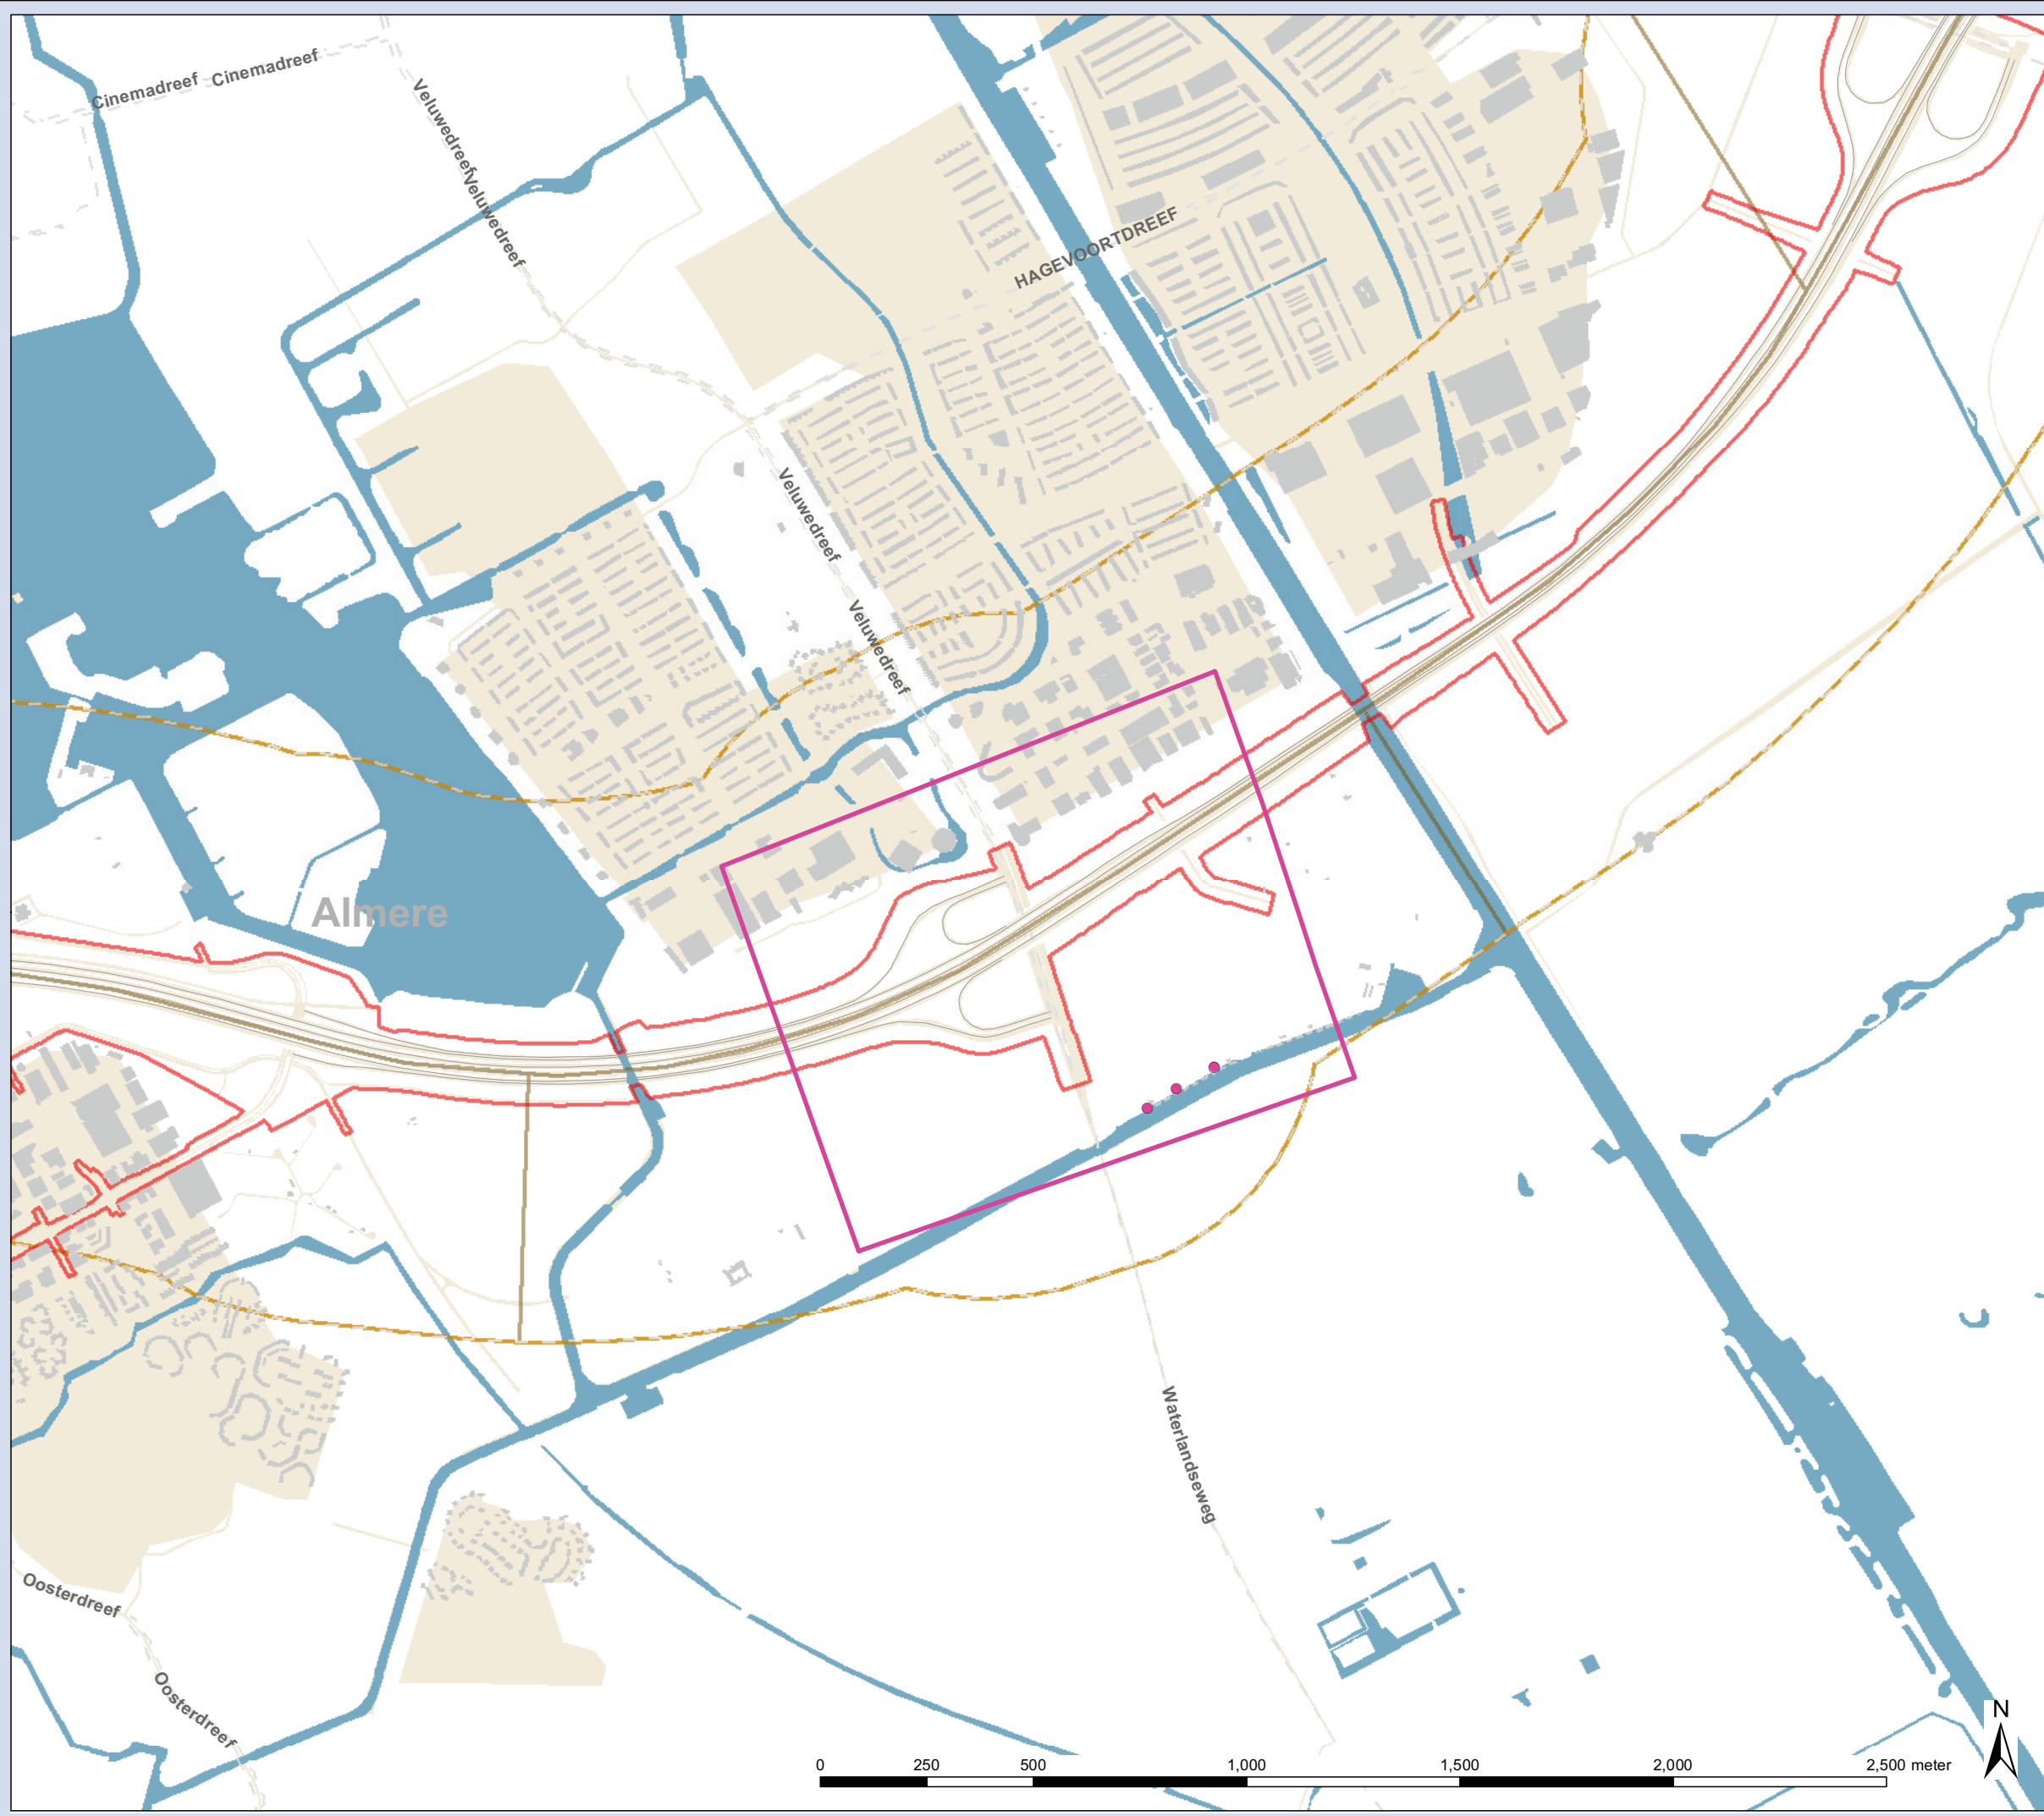 Cinemadreef
Cinemadreef
Veluwedreef
Veluwedreef
HAGEVOORTDREEF
Veluwedreef
Veluwedreef
Almere
Waterlandseweg
Oosterdreef
Oosterdreef
N
0 250 500 1,000 1,500 2,000 2,500 meter